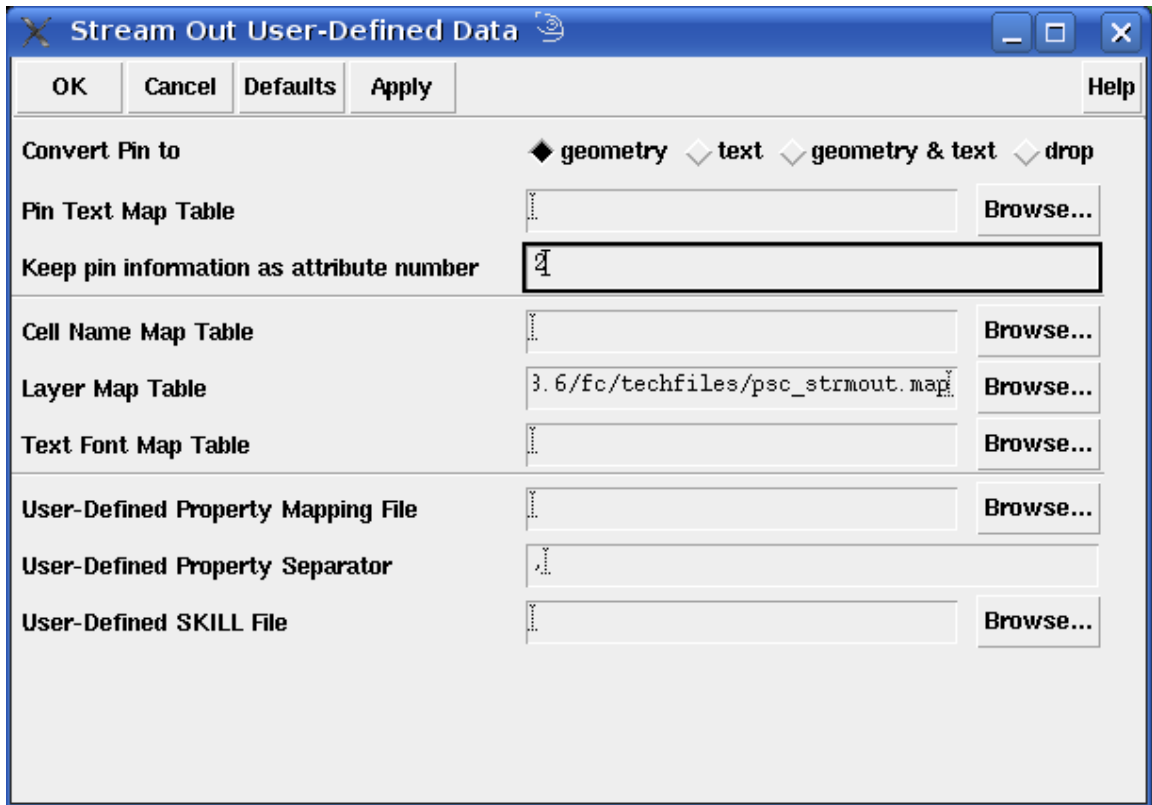 Stream Out User-Defined Data
OK Cancel Defaults Apply Help
Convert Pin to geometry text geometry & text drop
Pin Text Map Table Browse...
Keep pin information as attribute number 2
Cell Name Map Table Browse...
Layer Map Table 3.6/fc/techfiles/psc_strmout.map Browse...
Text Font Map Table Browse...
User-Defined Property Mapping File Browse...
User-Defined Property Separator ,
User-Defined SKILL File Browse...